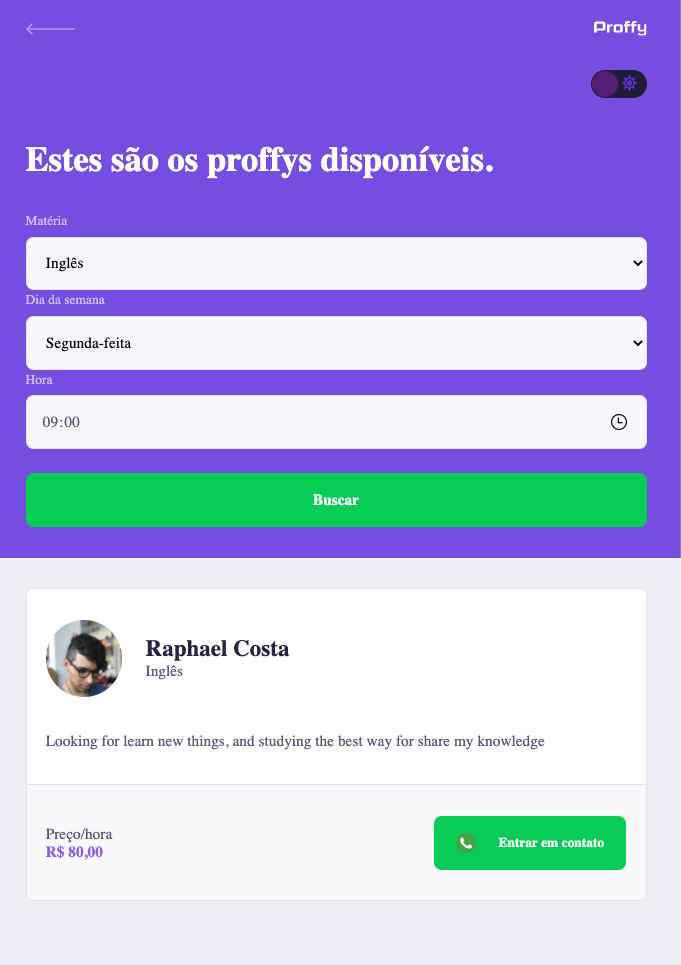 Proffy
Estes são os proffys disponíveis.
Matéria
Inglês
Dia da semana
Segunda-feita
Hora
09:00
Buscar
Raphael Costa
Inglês
Looking for learn new things, and studying the best way for share my knowledge
Preço/hora
R$ 80,00
Entrar em contato